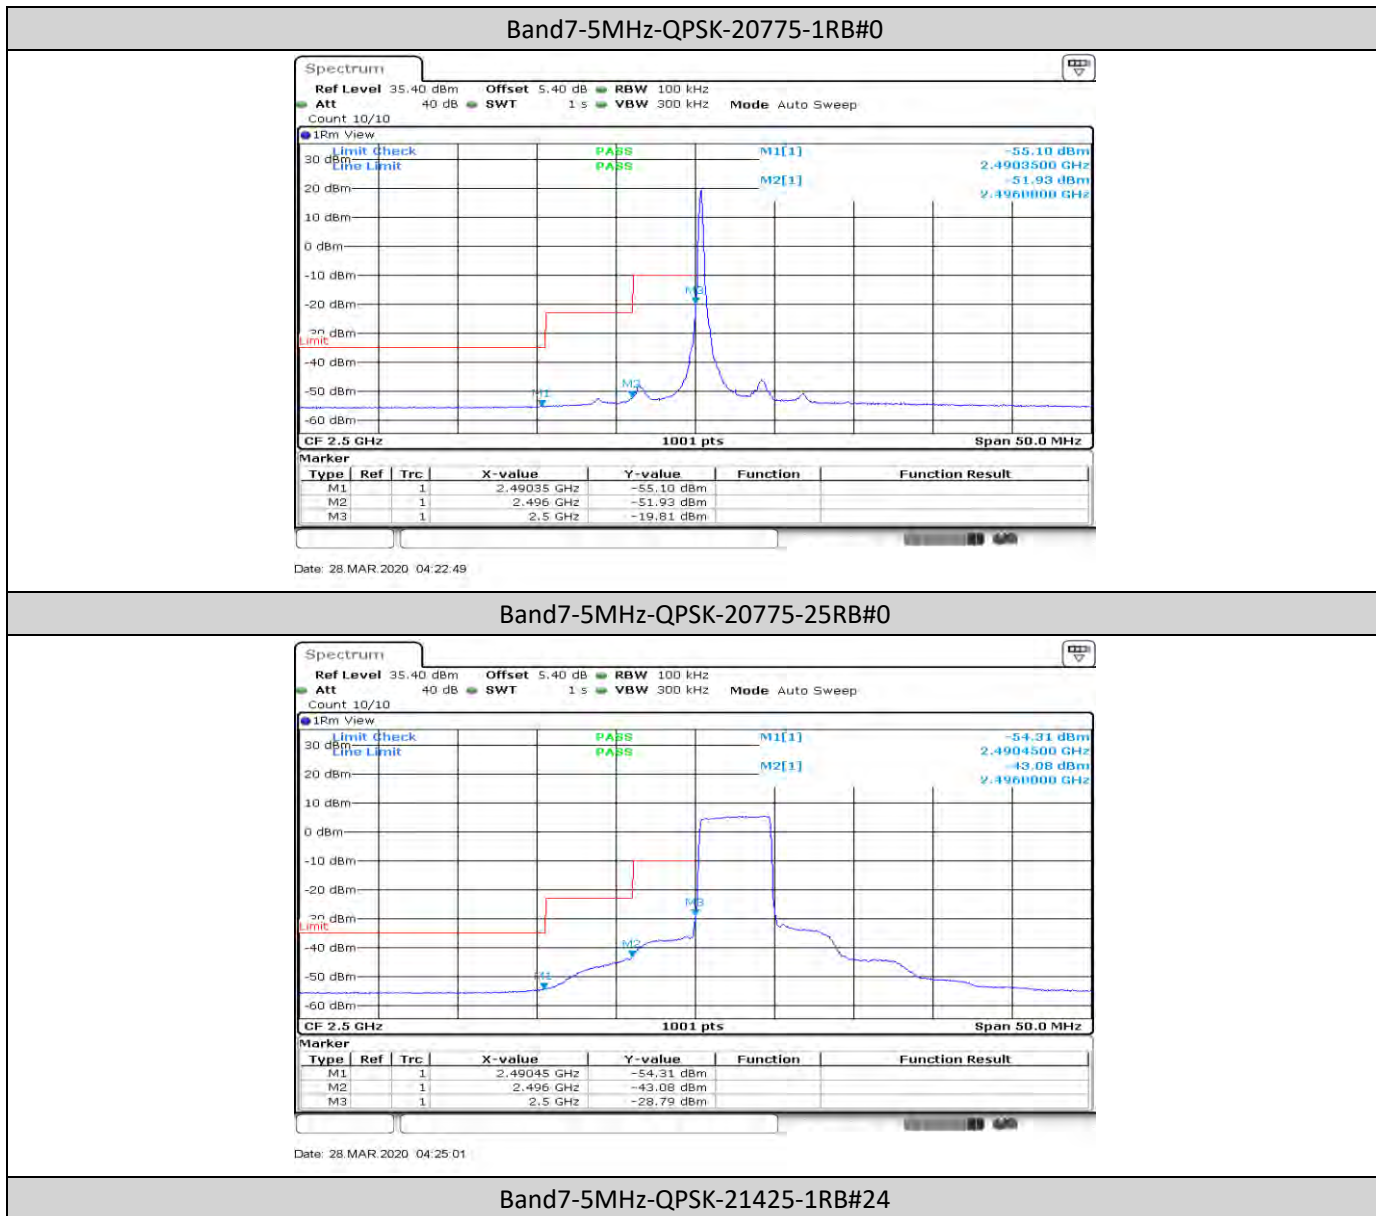 Band7-5MHz-QPSK-20775-1RB#0
Spectrum
Ref Level 35.40 dBm Offset 5.40 dB RBW 100 kHz
Att 40 dB SWT 1 s VBW 300 kHz Mode Auto Sweep
Count 10/10
1Rm View
Limit Check PASS M1[1] -55.10 dBm
30 dBm
Line Limit PASS 2.4903500 GHz
20 dBm M2[1] -51.93 dBm
2.4960000 GHz
10 dBm
0 dBm
-10 dBm
M3
-20 dBm
-30 dBm
Limit
-40 dBm
M2
-50 dBm
M1
-60 dBm
CF 2.5 GHz 1001 pts Span 50.0 MHz
Marker
Type Ref Trc X-value Y-value Function Function Result
M1 1 2.49035 GHz -55.10 dBm
M2 1 2.496 GHz -51.93 dBm
M3 1 2.5 GHz -19.81 dBm
Date: 28.MAR.2020 04:22:49
Band7-5MHz-QPSK-20775-25RB#0
Spectrum
Ref Level 35.40 dBm Offset 5.40 dB RBW 100 kHz
Att 40 dB SWT 1 s VBW 300 kHz Mode Auto Sweep
Count 10/10
1Rm View
Limit Check PASS M1[1] -54.31 dBm
30 dBm
Line Limit PASS 2.4904500 GHz
20 dBm M2[1] -43.08 dBm
2.4960000 GHz
10 dBm
0 dBm
-10 dBm
-20 dBm
M3
-30 dBm
Limit
-40 dBm
M2
-50 dBm
M1
-60 dBm
CF 2.5 GHz 1001 pts Span 50.0 MHz
Marker
Type Ref Trc X-value Y-value Function Function Result
M1 1 2.49045 GHz -54.31 dBm
M2 1 2.496 GHz -43.08 dBm
M3 1 2.5 GHz -28.79 dBm
Date: 28.MAR.2020 04:25:01
Band7-5MHz-QPSK-21425-1RB#24